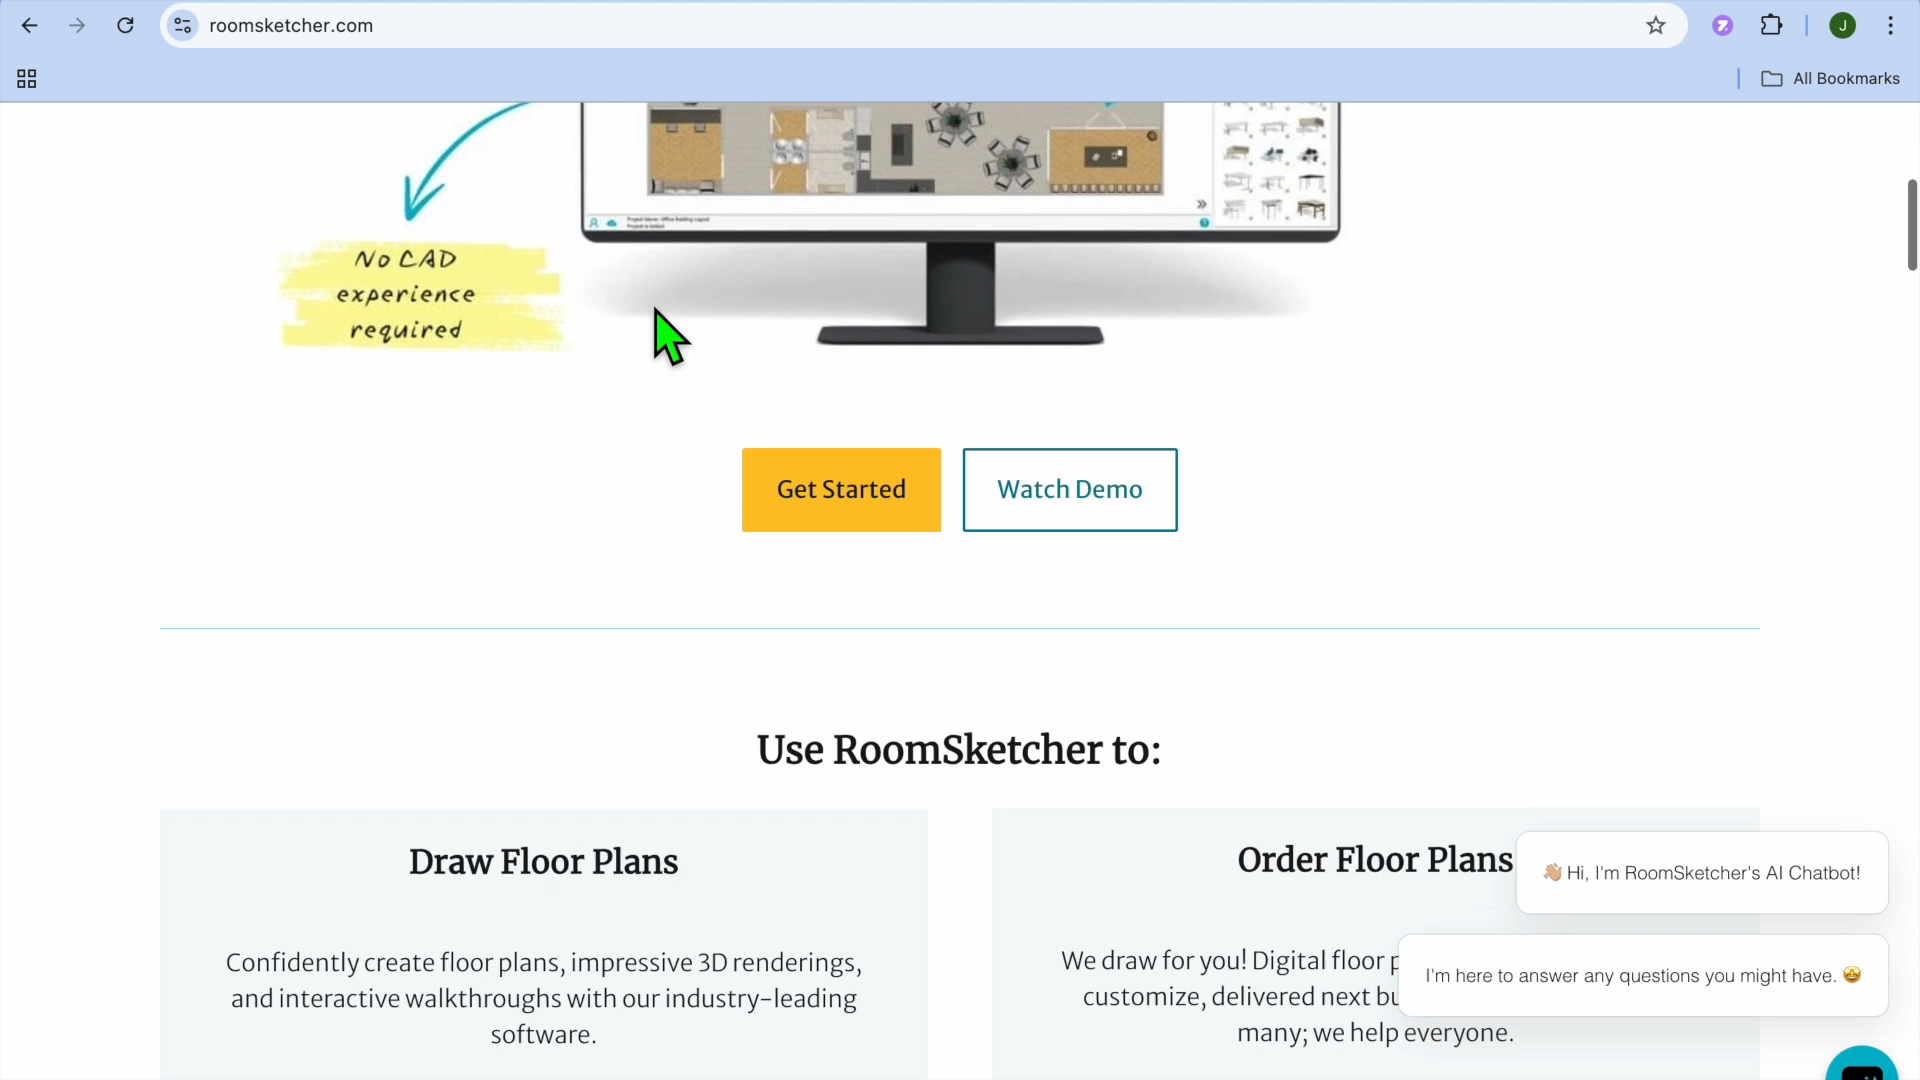 roomsketcher.com
J
All Bookmarks
No CAD
experience
required
Get Started
Watch Demo
Use RoomSketcher to:
Draw Floor Plans
Order Floor Plans
👋🏼 Hi, I'm RoomSketcher's AI Chatbot!
Confidently create floor plans, impressive 3D renderings,
and interactive walkthroughs with our industry-leading
software.
We draw for you! Digital floor
customize, delivered next
many; we help everyone.
I'm here to answer any questions you might have. 🤩